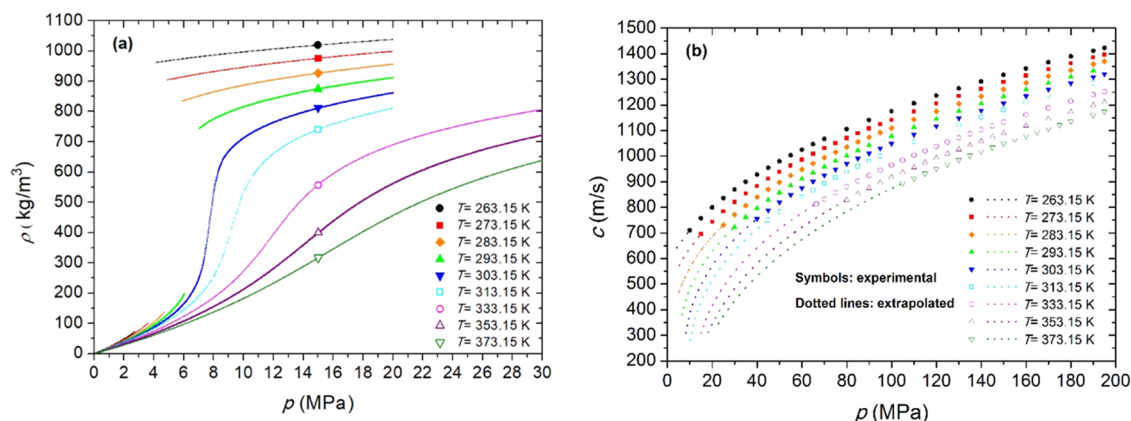 (a)
1100
1000
900
800
700
600
500
400
300
200
100
0
ρ (kg/m³)
0 2 4 6 8 10 12 14 16 18 20 22 24 26 28 30
p (MPa)
T= 263.15 K
T= 273.15 K
T= 283.15 K
T= 293.15 K
T= 303.15 K
T= 313.15 K
T= 333.15 K
T= 353.15 K
T= 373.15 K
(b)
1500
1400
1300
1200
1100
1000
900
800
700
600
500
400
300
200
c (m/s)
0 20 40 60 80 100 120 140 160 180 200
p (MPa)
Symbols: experimental
Dotted lines: extrapolated
T= 263.15 K
T= 273.15 K
T= 283.15 K
T= 293.15 K
T= 303.15 K
T= 313.15 K
T= 333.15 K
T= 353.15 K
T= 373.15 K